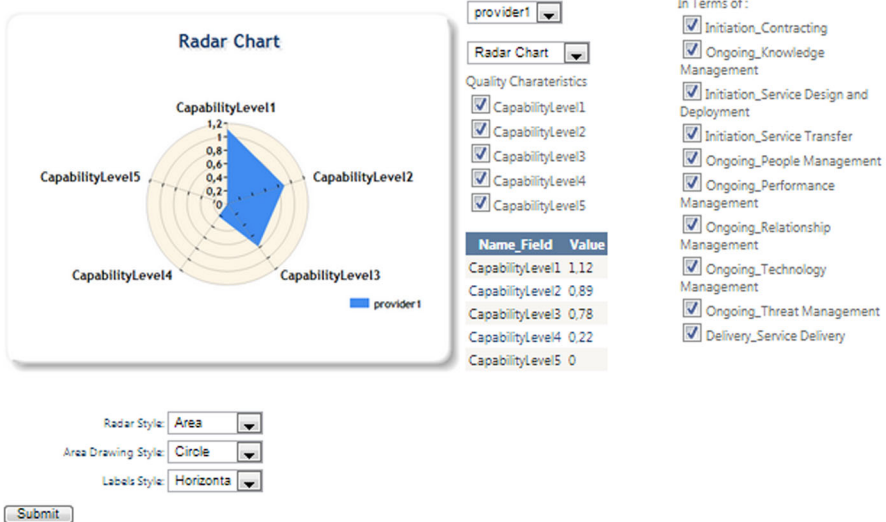 Radar Chart
CapabilityLevel1
1,2
1
0,8
0,6
0,4
0,2
0
CapabilityLevel5
CapabilityLevel2
CapabilityLevel4
CapabilityLevel3
provider1
provider1
Radar Chart
Quality Charateristics
CapabilityLevel1
CapabilityLevel2
CapabilityLevel3
CapabilityLevel4
CapabilityLevel5
Name_Field Value
CapabilityLevel1 1,12
CapabilityLevel2 0,89
CapabilityLevel3 0,78
CapabilityLevel4 0,22
CapabilityLevel5 0
In Terms of :
Initiation_Contracting
Ongoing_Knowledge
Management
Initiation_Service Design and
Deployment
Initiation_Service Transfer
Ongoing_People Management
Ongoing_Performance
Management
Ongoing_Relationship
Management
Ongoing_Technology
Management
Ongoing_Threat Management
Delivery_Service Delivery
Radar Style: Area
Area Drawing Style: Circle
Labels Style: Horizonta
Submit